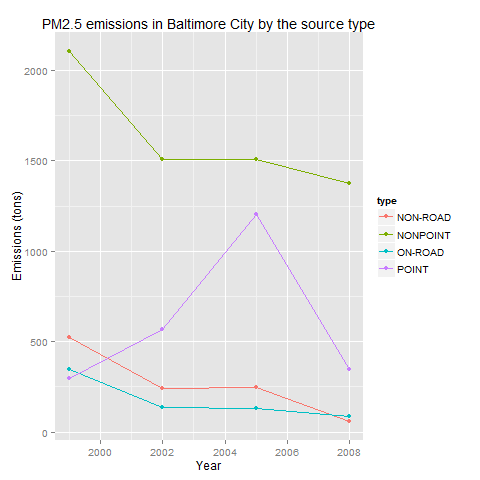 PM2.5 emissions in Baltimore City by the source type
Emissions (tons)
2000
1500
1000
500
0
2000
2002
2004
2006
2008
Year
type
NON-ROAD
NONPOINT
ON-ROAD
POINT